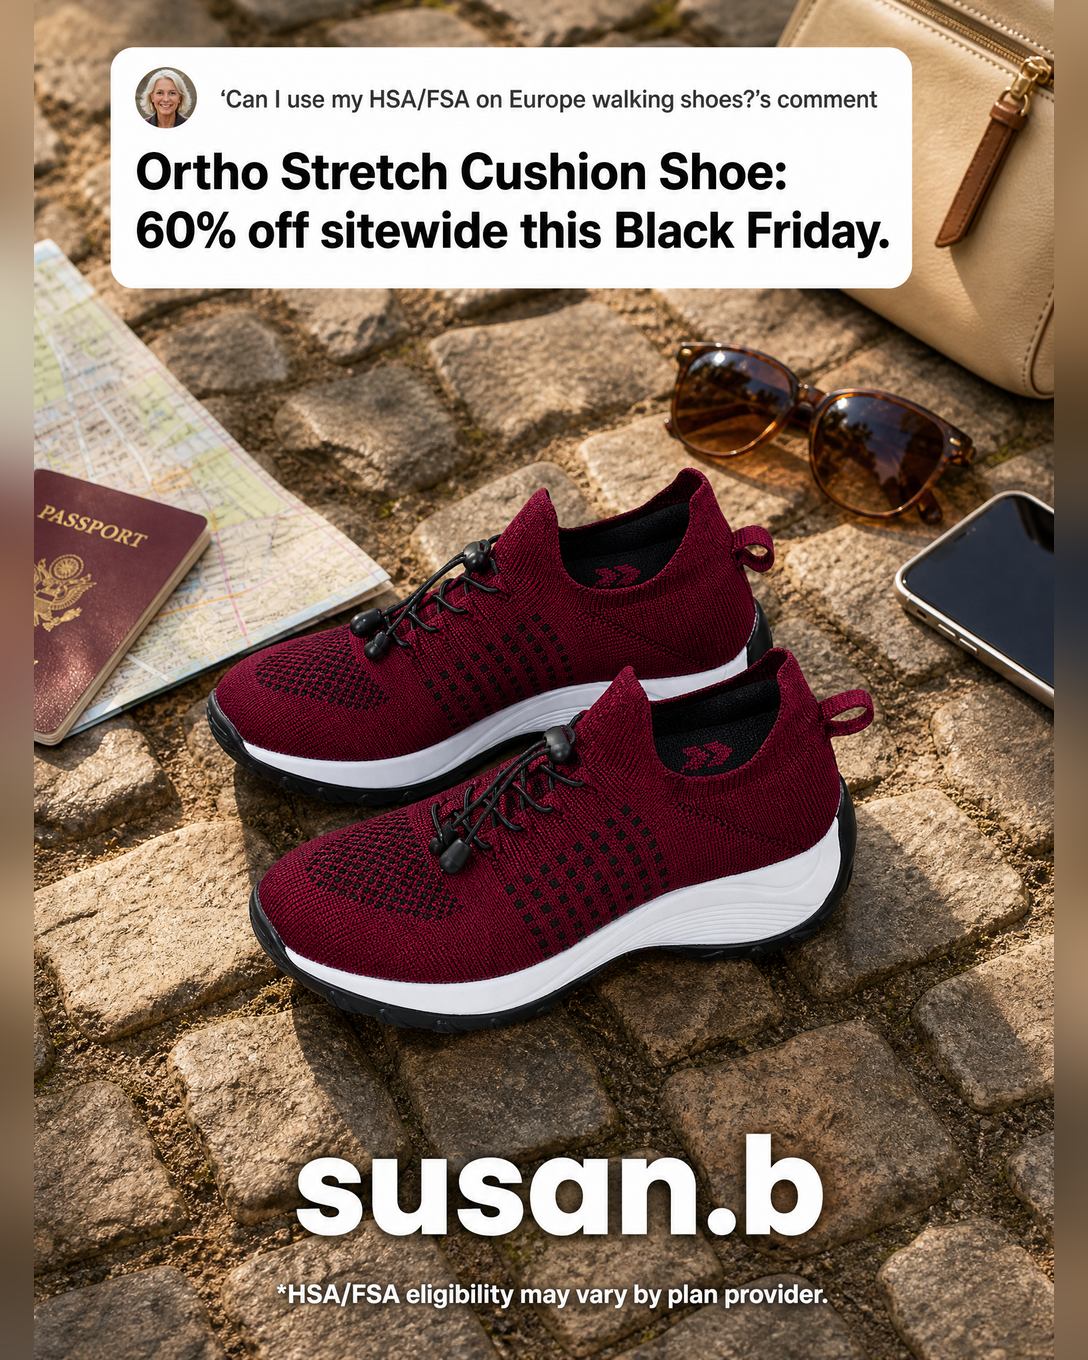 ‘Can I use my HSA/FSA on Europe walking shoes?’s comment
Ortho Stretch Cushion Shoe:
60% off sitewide this Black Friday.
PASSPORT
susan.b
*HSA/FSA eligibility may vary by plan provider.